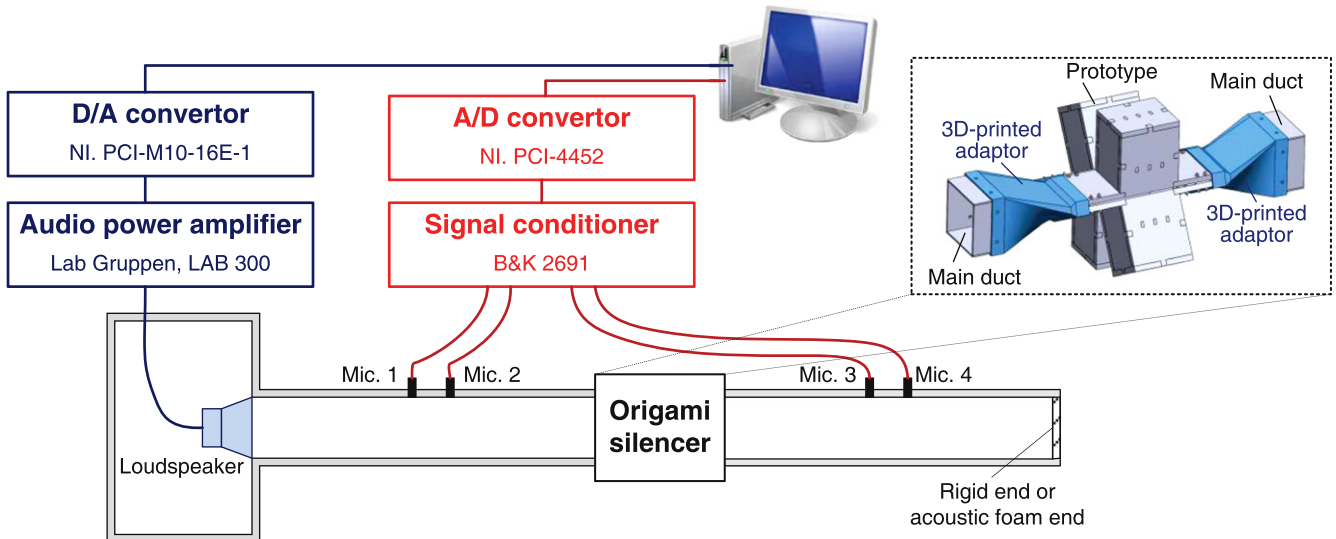 D/A convertor
NI. PCI-M10-16E-1
Audio power amplifier
Lab Gruppen, LAB 300
A/D convertor
NI. PCI-4452
Signal conditioner
B&K 2691
Prototype
Main duct
3D-printed
adaptor
3D-printed
adaptor
Main duct
Mic. 1
Mic. 2
Mic. 3
Mic. 4
Origami
silencer
Loudspeaker
Rigid end or
acoustic foam end